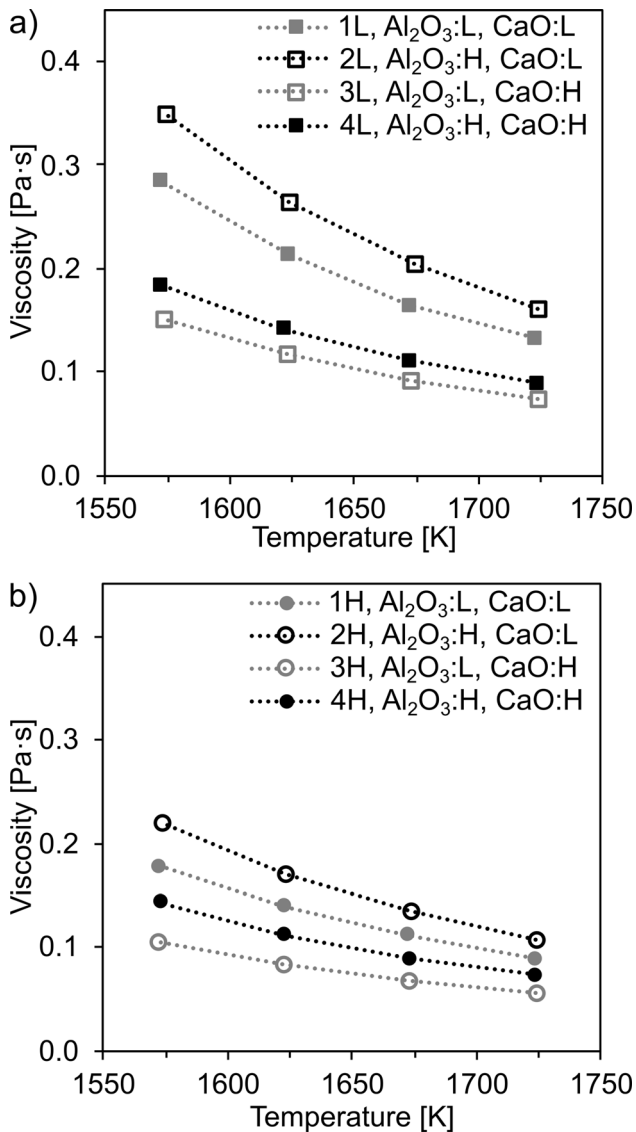 a)
1L, Al₂O₃:L, CaO:L
2L, Al₂O₃:H, CaO:L
3L, Al₂O₃:L, CaO:H
4L, Al₂O₃:H, CaO:H
Viscosity [Pa·s]
0.4
0.3
0.2
0.1
0.0
1550 1600 1650 1700 1750
Temperature [K]
b)
1H, Al₂O₃:L, CaO:L
2H, Al₂O₃:H, CaO:L
3H, Al₂O₃:L, CaO:H
4H, Al₂O₃:H, CaO:H
Viscosity [Pa·s]
0.4
0.3
0.2
0.1
0.0
1550 1600 1650 1700 1750
Temperature [K]